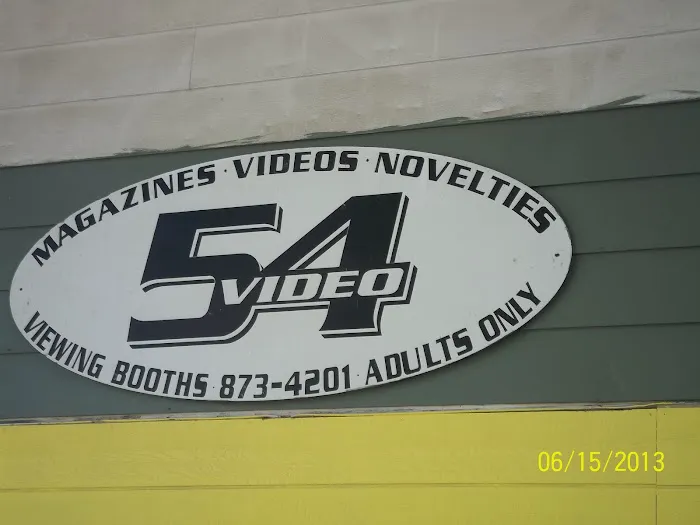 MAGAZINES · VIDEOS · NOVELTIES
54
VIDEO
VIEWING BOOTHS · 873-4201 · ADULTS ONLY
06/15/2013